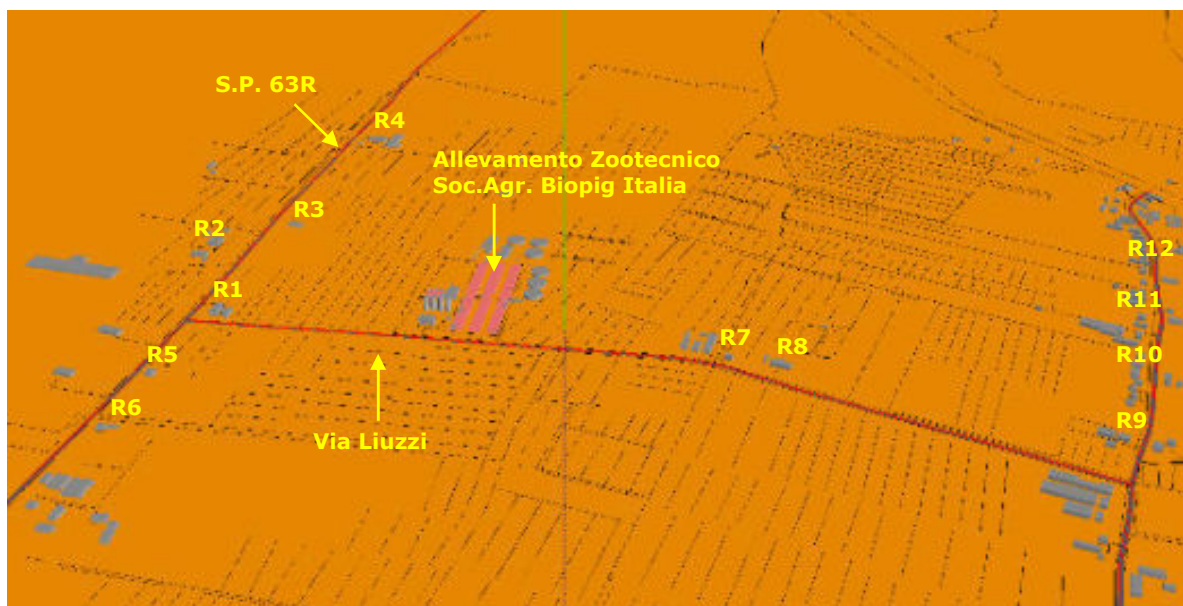 S.P. 63R
R4
Allevamento Zootecnico
Soc.Agr. Biopig Italia
R3
R2
R12
R1
R11
R7
R8
R5
R10
R6
R9
Via Liuzzi